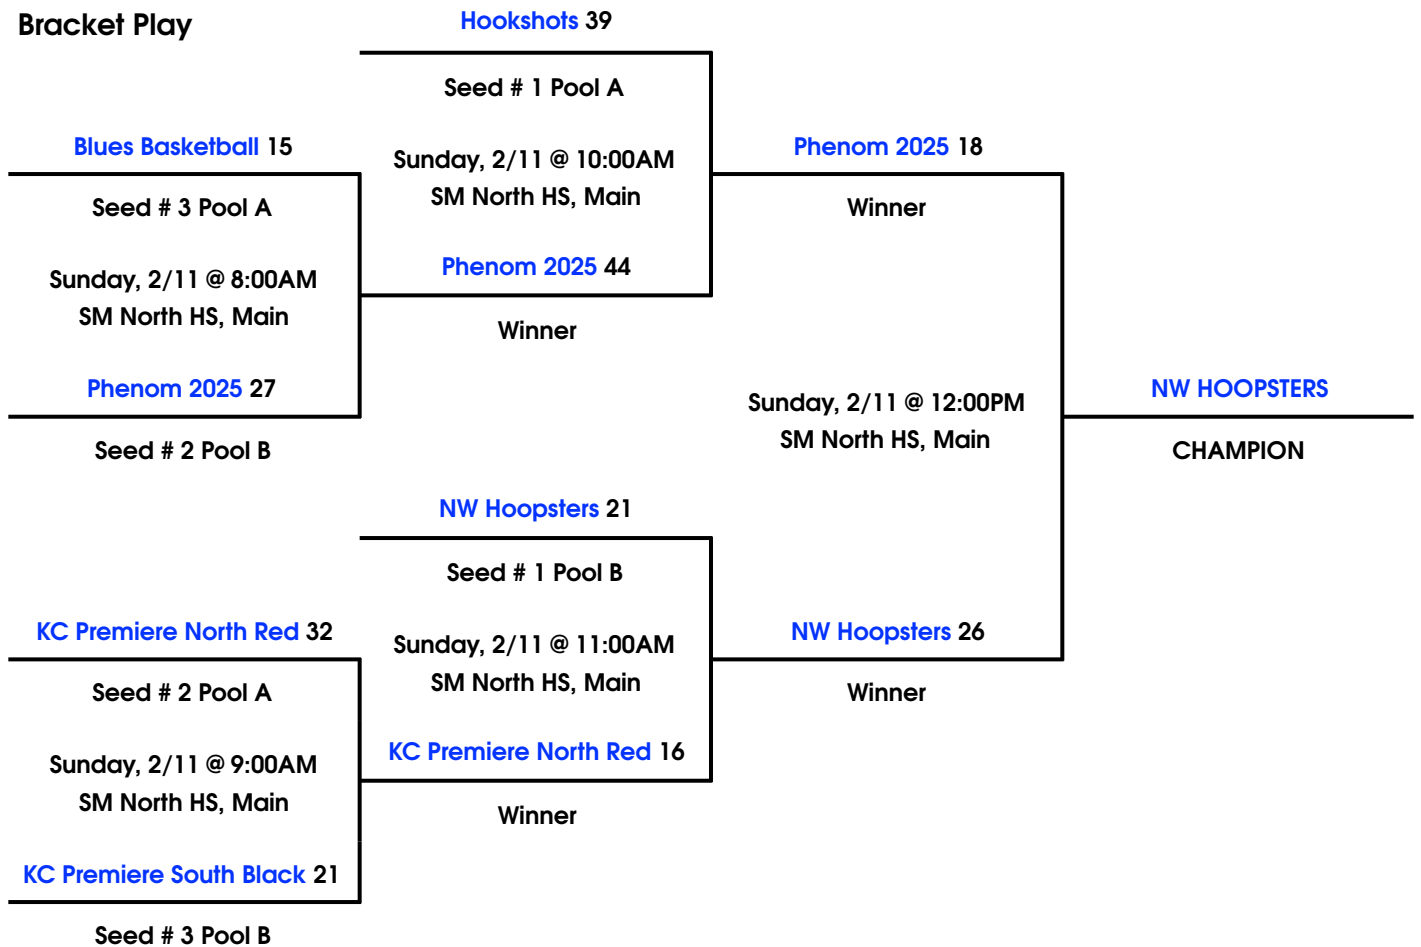 Bracket Play
Hookshots 39
Seed # 1 Pool A
Blues Basketball 15
Sunday, 2/11 @ 10:00AM
SM North HS, Main
Phenom 2025 18
Seed # 3 Pool A
Winner
Sunday, 2/11 @ 8:00AM
SM North HS, Main
Phenom 2025 44
Winner
Phenom 2025 27
Seed # 2 Pool B
Sunday, 2/11 @ 12:00PM
SM North HS, Main
NW HOOPSTERS
CHAMPION
NW Hoopsters 21
Seed # 1 Pool B
KC Premiere North Red 32
Sunday, 2/11 @ 11:00AM
SM North HS, Main
NW Hoopsters 26
Seed # 2 Pool A
Winner
Sunday, 2/11 @ 9:00AM
SM North HS, Main
KC Premiere North Red 16
Winner
KC Premiere South Black 21
Seed # 3 Pool B